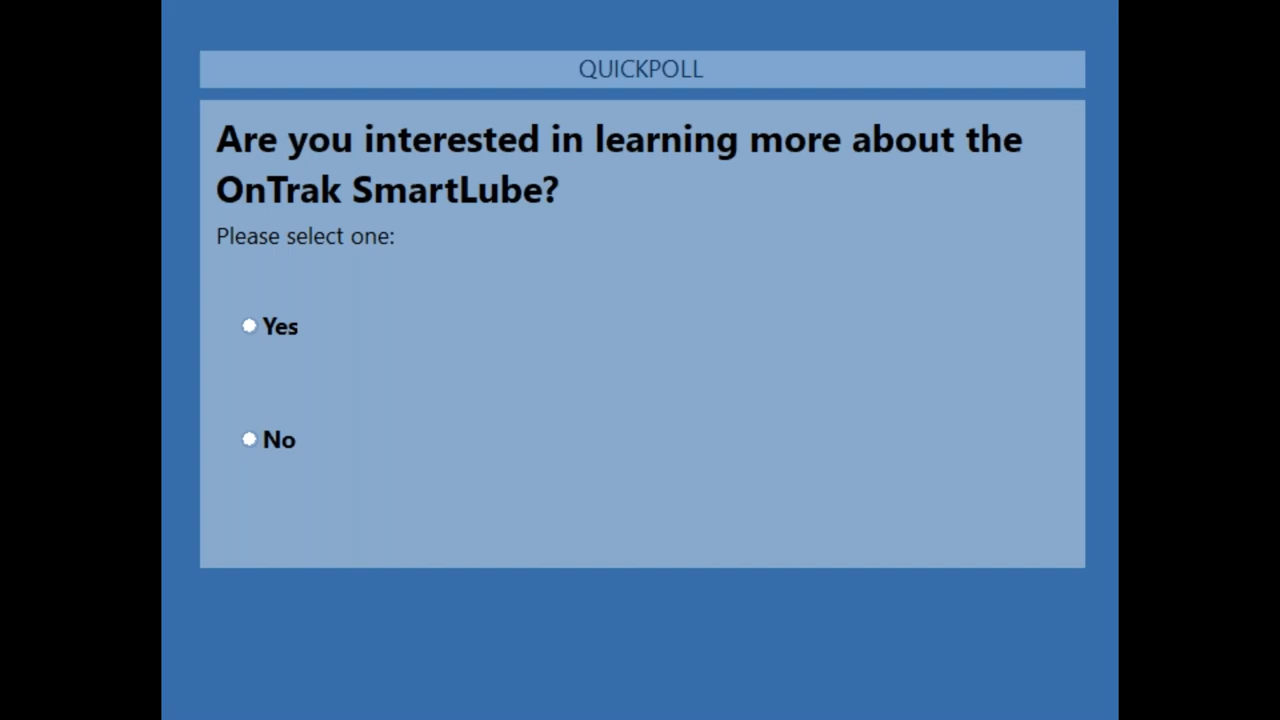 QUICKPOLL
Are you interested in learning more about the
OnTrak SmartLube?
Please select one:
Yes
No